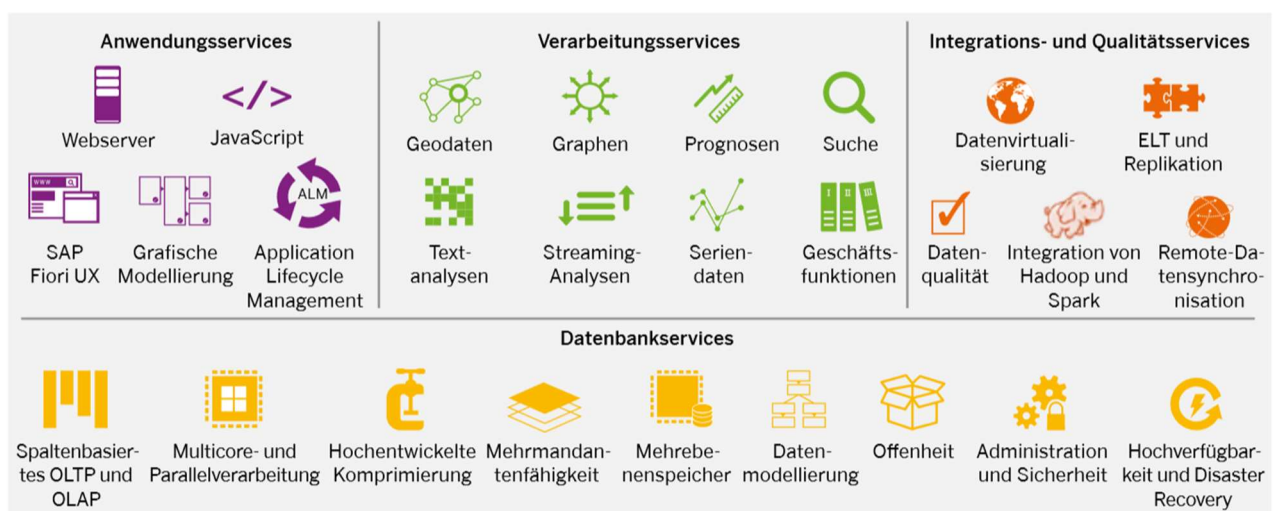 Anwendungsservices
Webserver
</>
JavaScript
www
SAP
Fiori UX
Grafische
Modellierung
ALM
Application
Lifecycle
Management
Verarbeitungsservices
Geodaten
Graphen
Prognosen
Suche
Text-
analysen
Streaming-
Analysen
Serien-
daten
I II III
Geschäfts-
funktionen
Integrations- und Qualitätsservices
Datenvirtuali-
sierung
ELT und
Replikation
Daten-
qualität
Integration von
Hadoop und
Spark
Remote-Da-
tensynchro-
nisation
Datenbankservices
Spaltenbasier-
tes OLTP und
OLAP
Multicore- und
Parallelverarbeitung
Hochentwickelte
Komprimierung
Mehrmandan-
tenfähigkeit
Mehrebe-
nenspeicher
Daten-
modellierung
Offenheit
Administration
und Sicherheit
Hochverfügbar-
keit und Disaster
Recovery